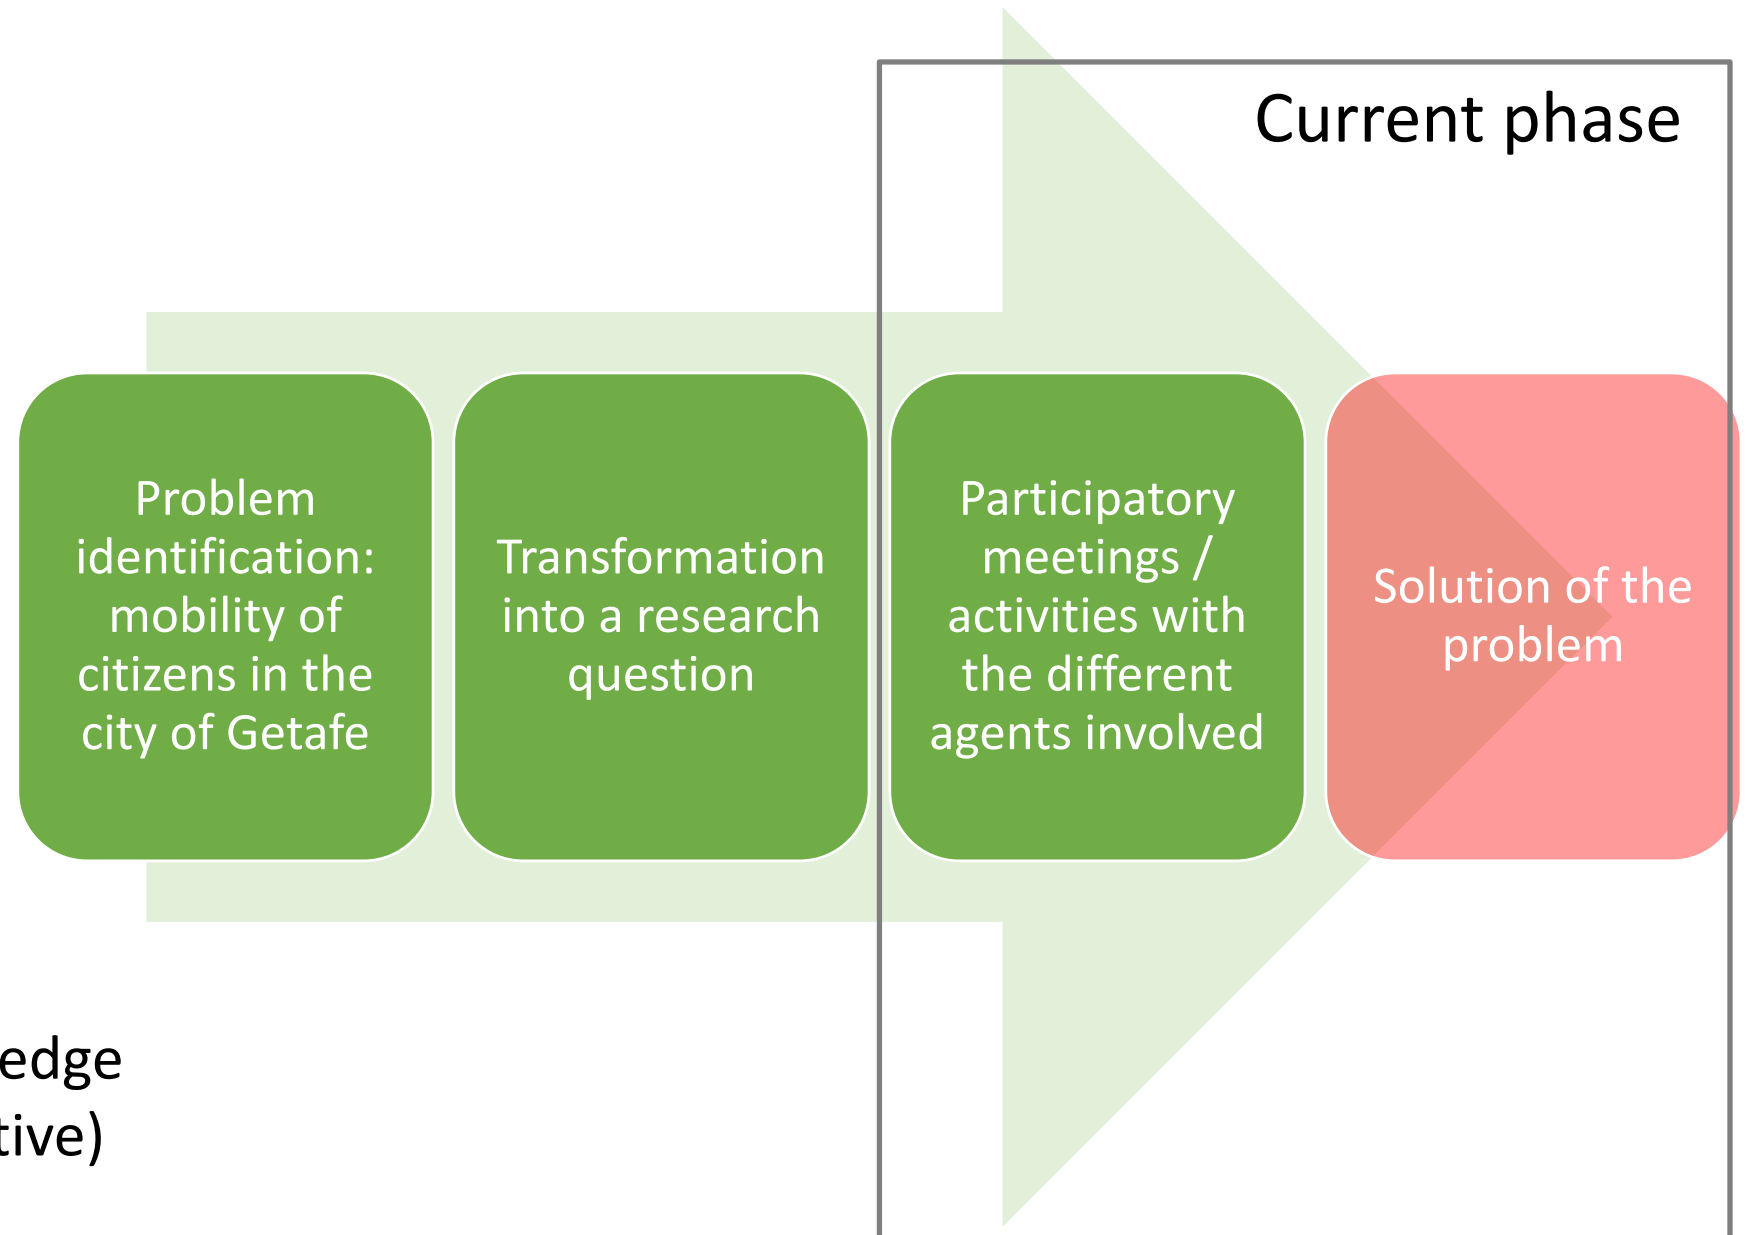 Current phase
Problem
identification:
mobility of
citizens in the
city of Getafe
Transformation
into a research
question
Participatory
meetings /
activities with
the different
agents involved
Solution of the
problem
edge
tive)